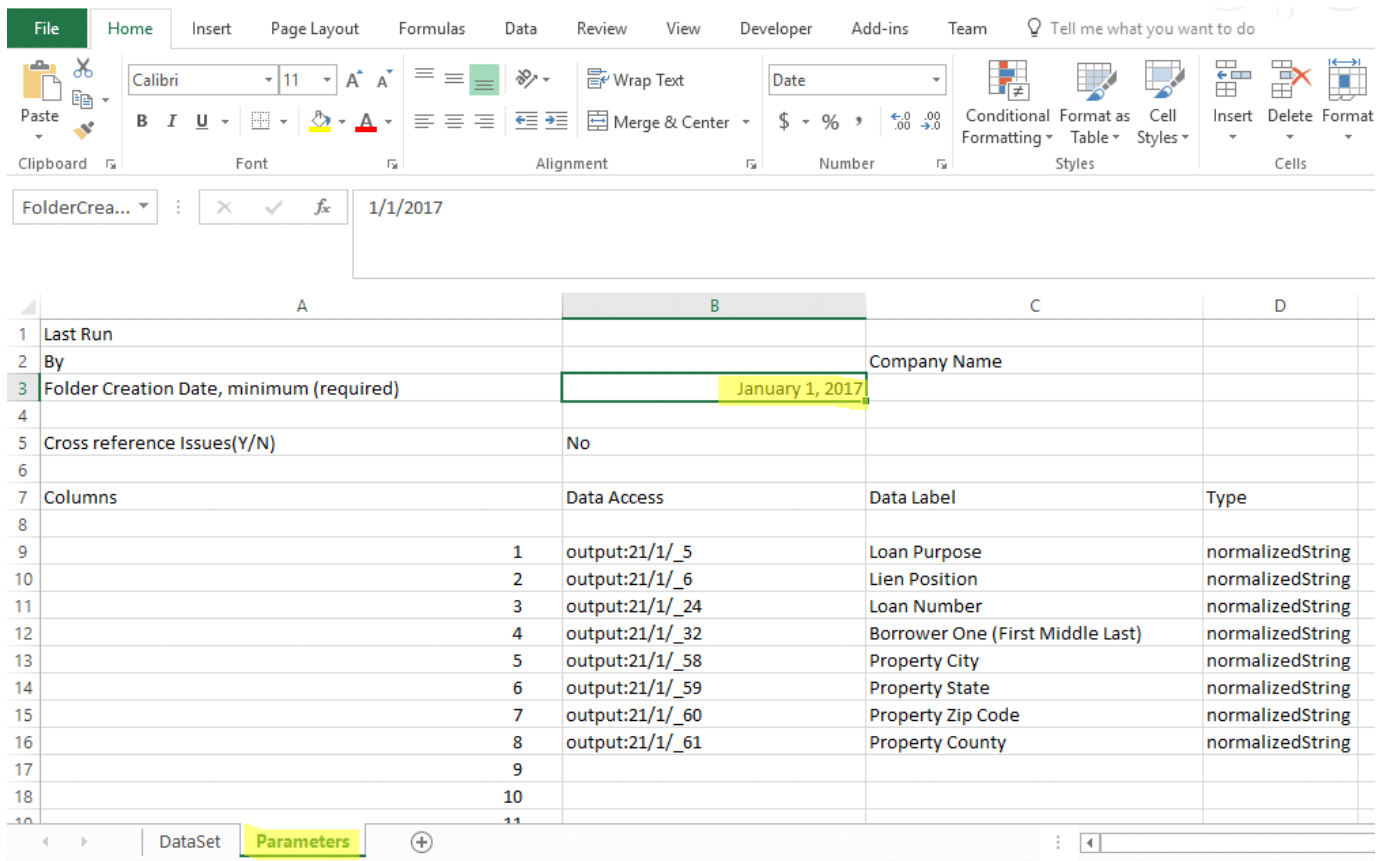 File Home Insert Page Layout Formulas Data Review View Developer Add-ins Team Tell me what you want to do
Calibri 11 A A Wrap Text Date
Paste B I U A Merge & Center $ % , .00 .00 →.0 Conditional Formatting Format as Table Cell Styles Insert Delete Format
Clipboard Font Alignment Number Styles Cells
FolderCrea... fx 1/1/2017
A B C D
1 Last Run
2 By Company Name
3 Folder Creation Date, minimum (required) January 1, 2017
4
5 Cross reference Issues(Y/N) No
6
7 Columns Data Access Data Label Type
8
9 1 output:21/1/_5 Loan Purpose normalizedString
10 2 output:21/1/_6 Lien Position normalizedString
11 3 output:21/1/_24 Loan Number normalizedString
12 4 output:21/1/_32 Borrower One (First Middle Last) normalizedString
13 5 output:21/1/_58 Property City normalizedString
14 6 output:21/1/_59 Property State normalizedString
15 7 output:21/1/_60 Property Zip Code normalizedString
16 8 output:21/1/_61 Property County normalizedString
17 9
18 10
19 11
DataSet Parameters